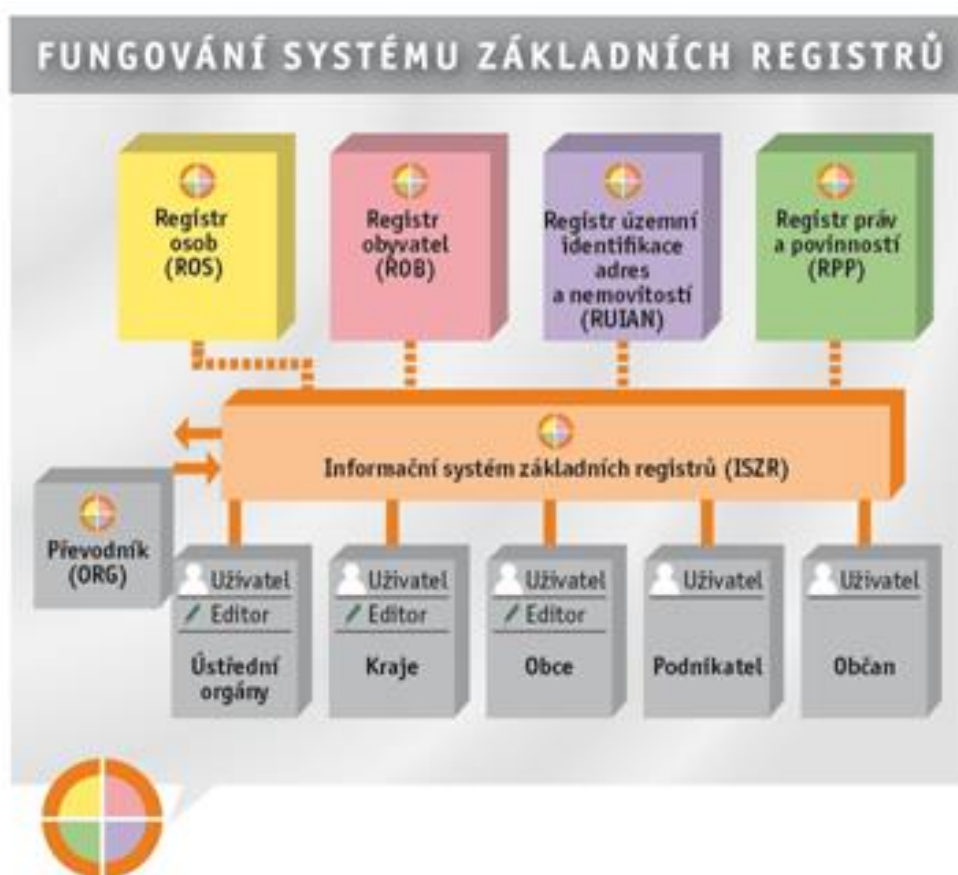 FUNGOVÁNÍ SYSTÉMU ZÁKLADNÍCH REGISTRŮ
Registr
osob
(ROS)
Registr
obyvatel
(ROB)
Registr územní
identifikace
adres
a nemovítostí
(RUIAN)
Registr práv
a povinností
(RPP)
Informační systém základních registrů (ISZR)
Převodník
(ORG)
Uživatel
Editor
Ústřední
orgány
Uživatel
Editor
Kraje
Uživatel
Editor
Obce
Uživatel
Podnikatel
Uživatel
Občan